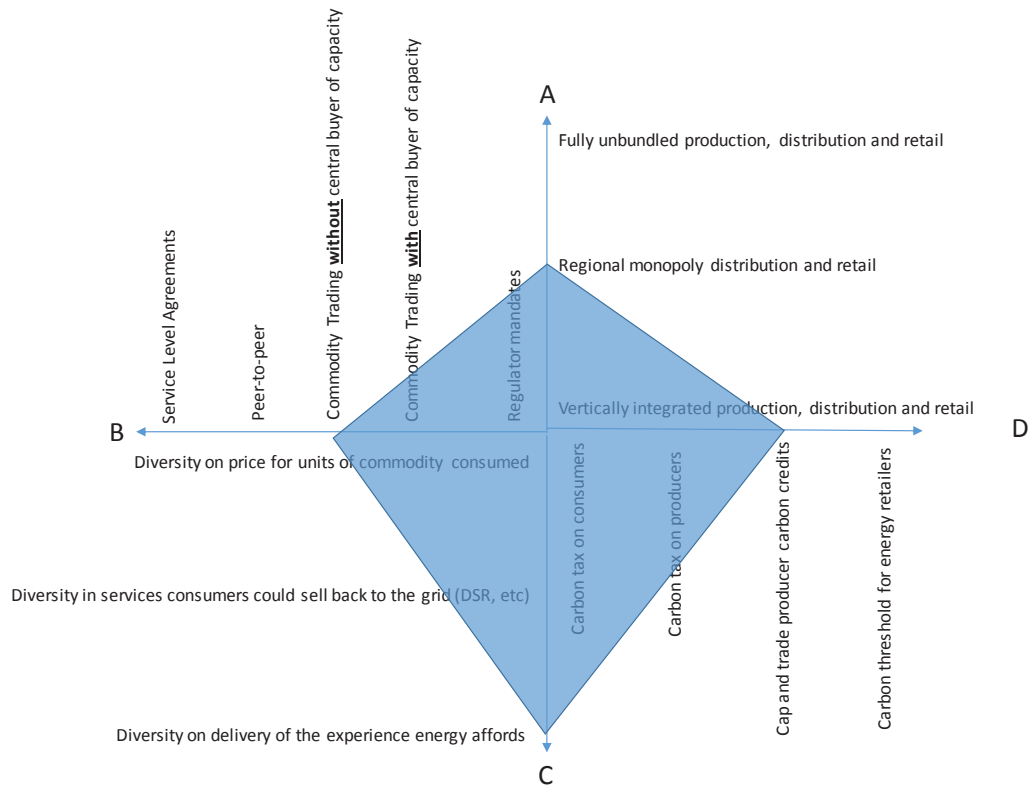 A
Fully unbundled production, distribution and retail
Regional monopoly distribution and retail
Vertically integrated production, distribution and retail
B
Service Level Agreements
Peer-to-peer
Commodity Trading without central buyer of capacity
Commodity Trading with central buyer of capacity
Regulator mandates
D
Diversity on price for units of commodity consumed
Diversity in services consumers could sell back to the grid (DSR, etc)
Diversity on delivery of the experience energy affords
Carbon tax on consumers
Carbon tax on producers
Cap and trade producer carbon credits
Carbon threshold for energy retailers
C